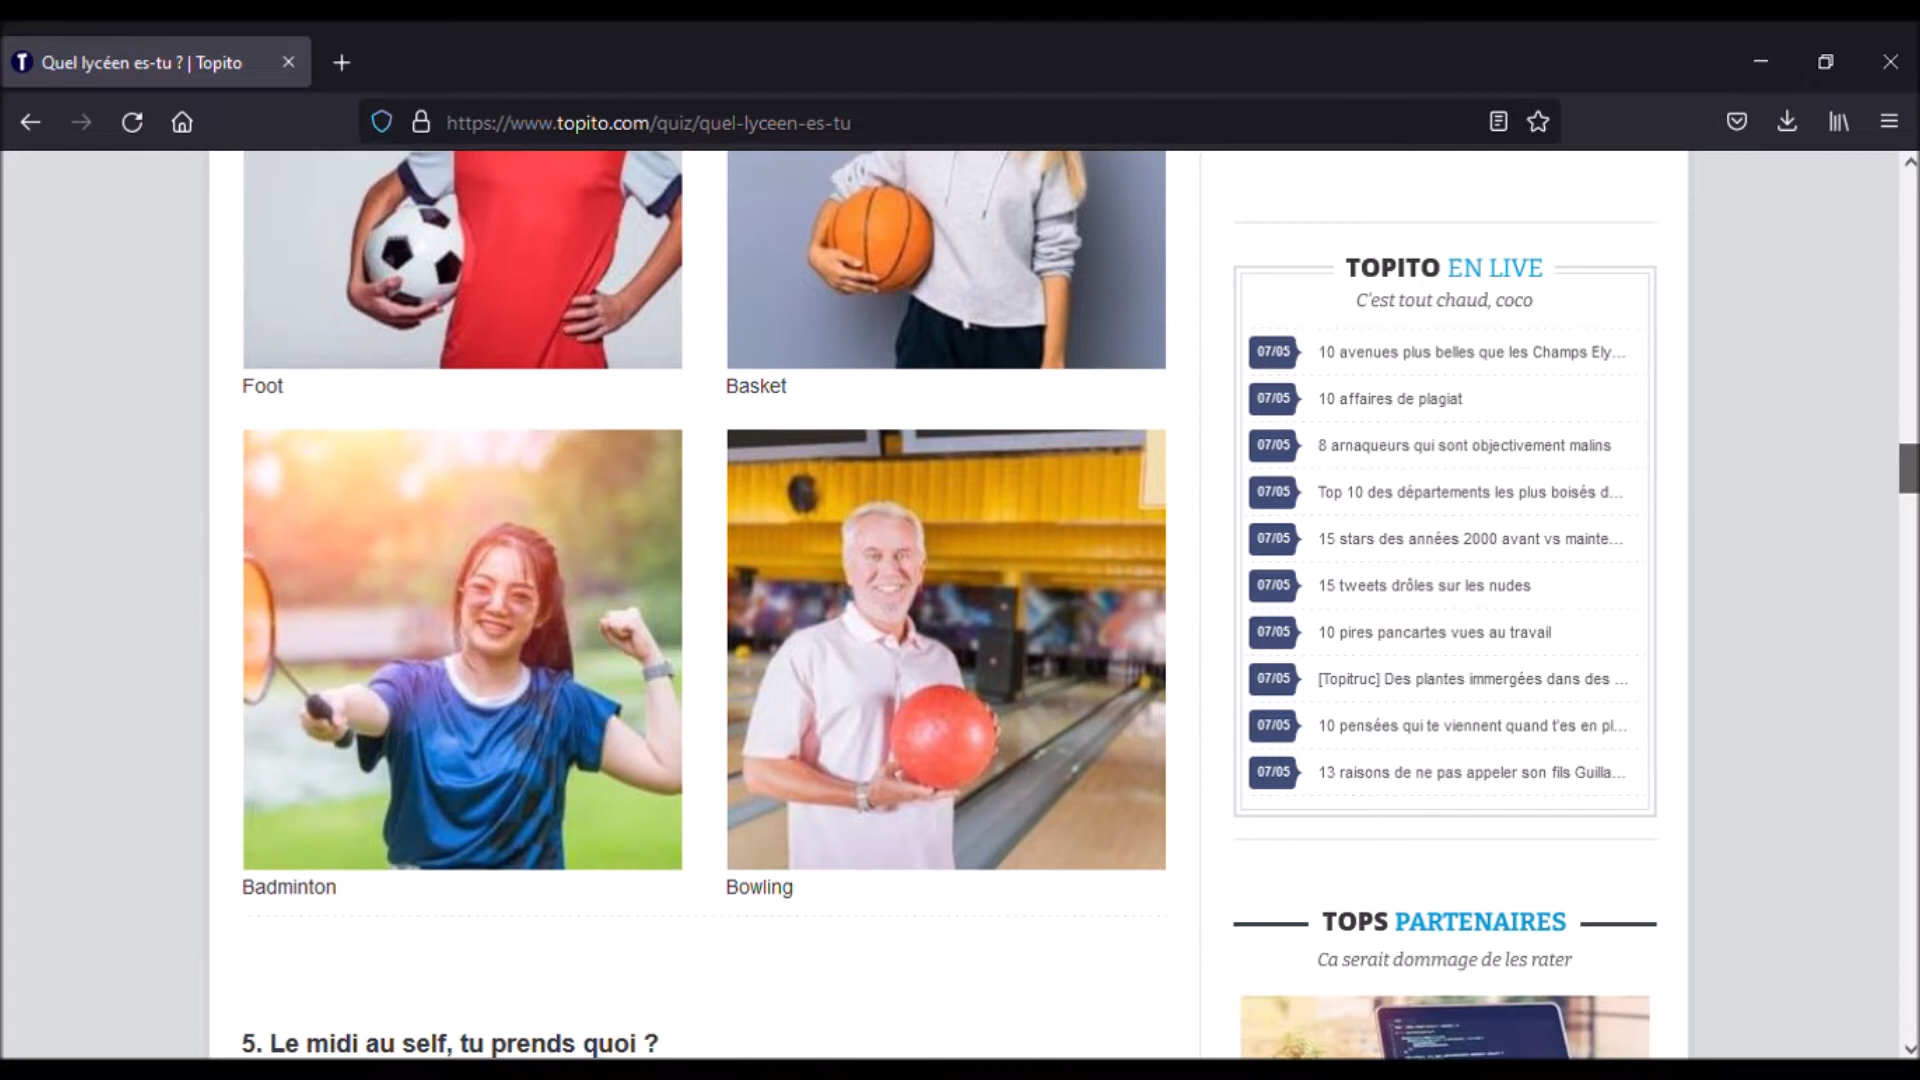 Quel lycéen es-tu ? | Topito
https://www.topito.com/quiz/quel-lyceen-es-tu
Foot
Basket
Badminton
Bowling
5. Le midi au self, tu prends quoi ?
TOPITO EN LIVE
C'est tout chaud, coco
07/05 10 avenues plus belles que les Champs Ely...
07/05 10 affaires de plagiat
07/05 8 arnaqueurs qui sont objectivement malins
07/05 Top 10 des départements les plus boisés d...
07/05 15 stars des années 2000 avant vs mainte...
07/05 15 tweets drôles sur les nudes
07/05 10 pires pancartes vues au travail
07/05 [Topitruc] Des plantes immergées dans des ...
07/05 10 pensées qui te viennent quand t'es en pl...
07/05 13 raisons de ne pas appeler son fils Guilla...
TOPS PARTENAIRES
Ca serait dommage de les rater